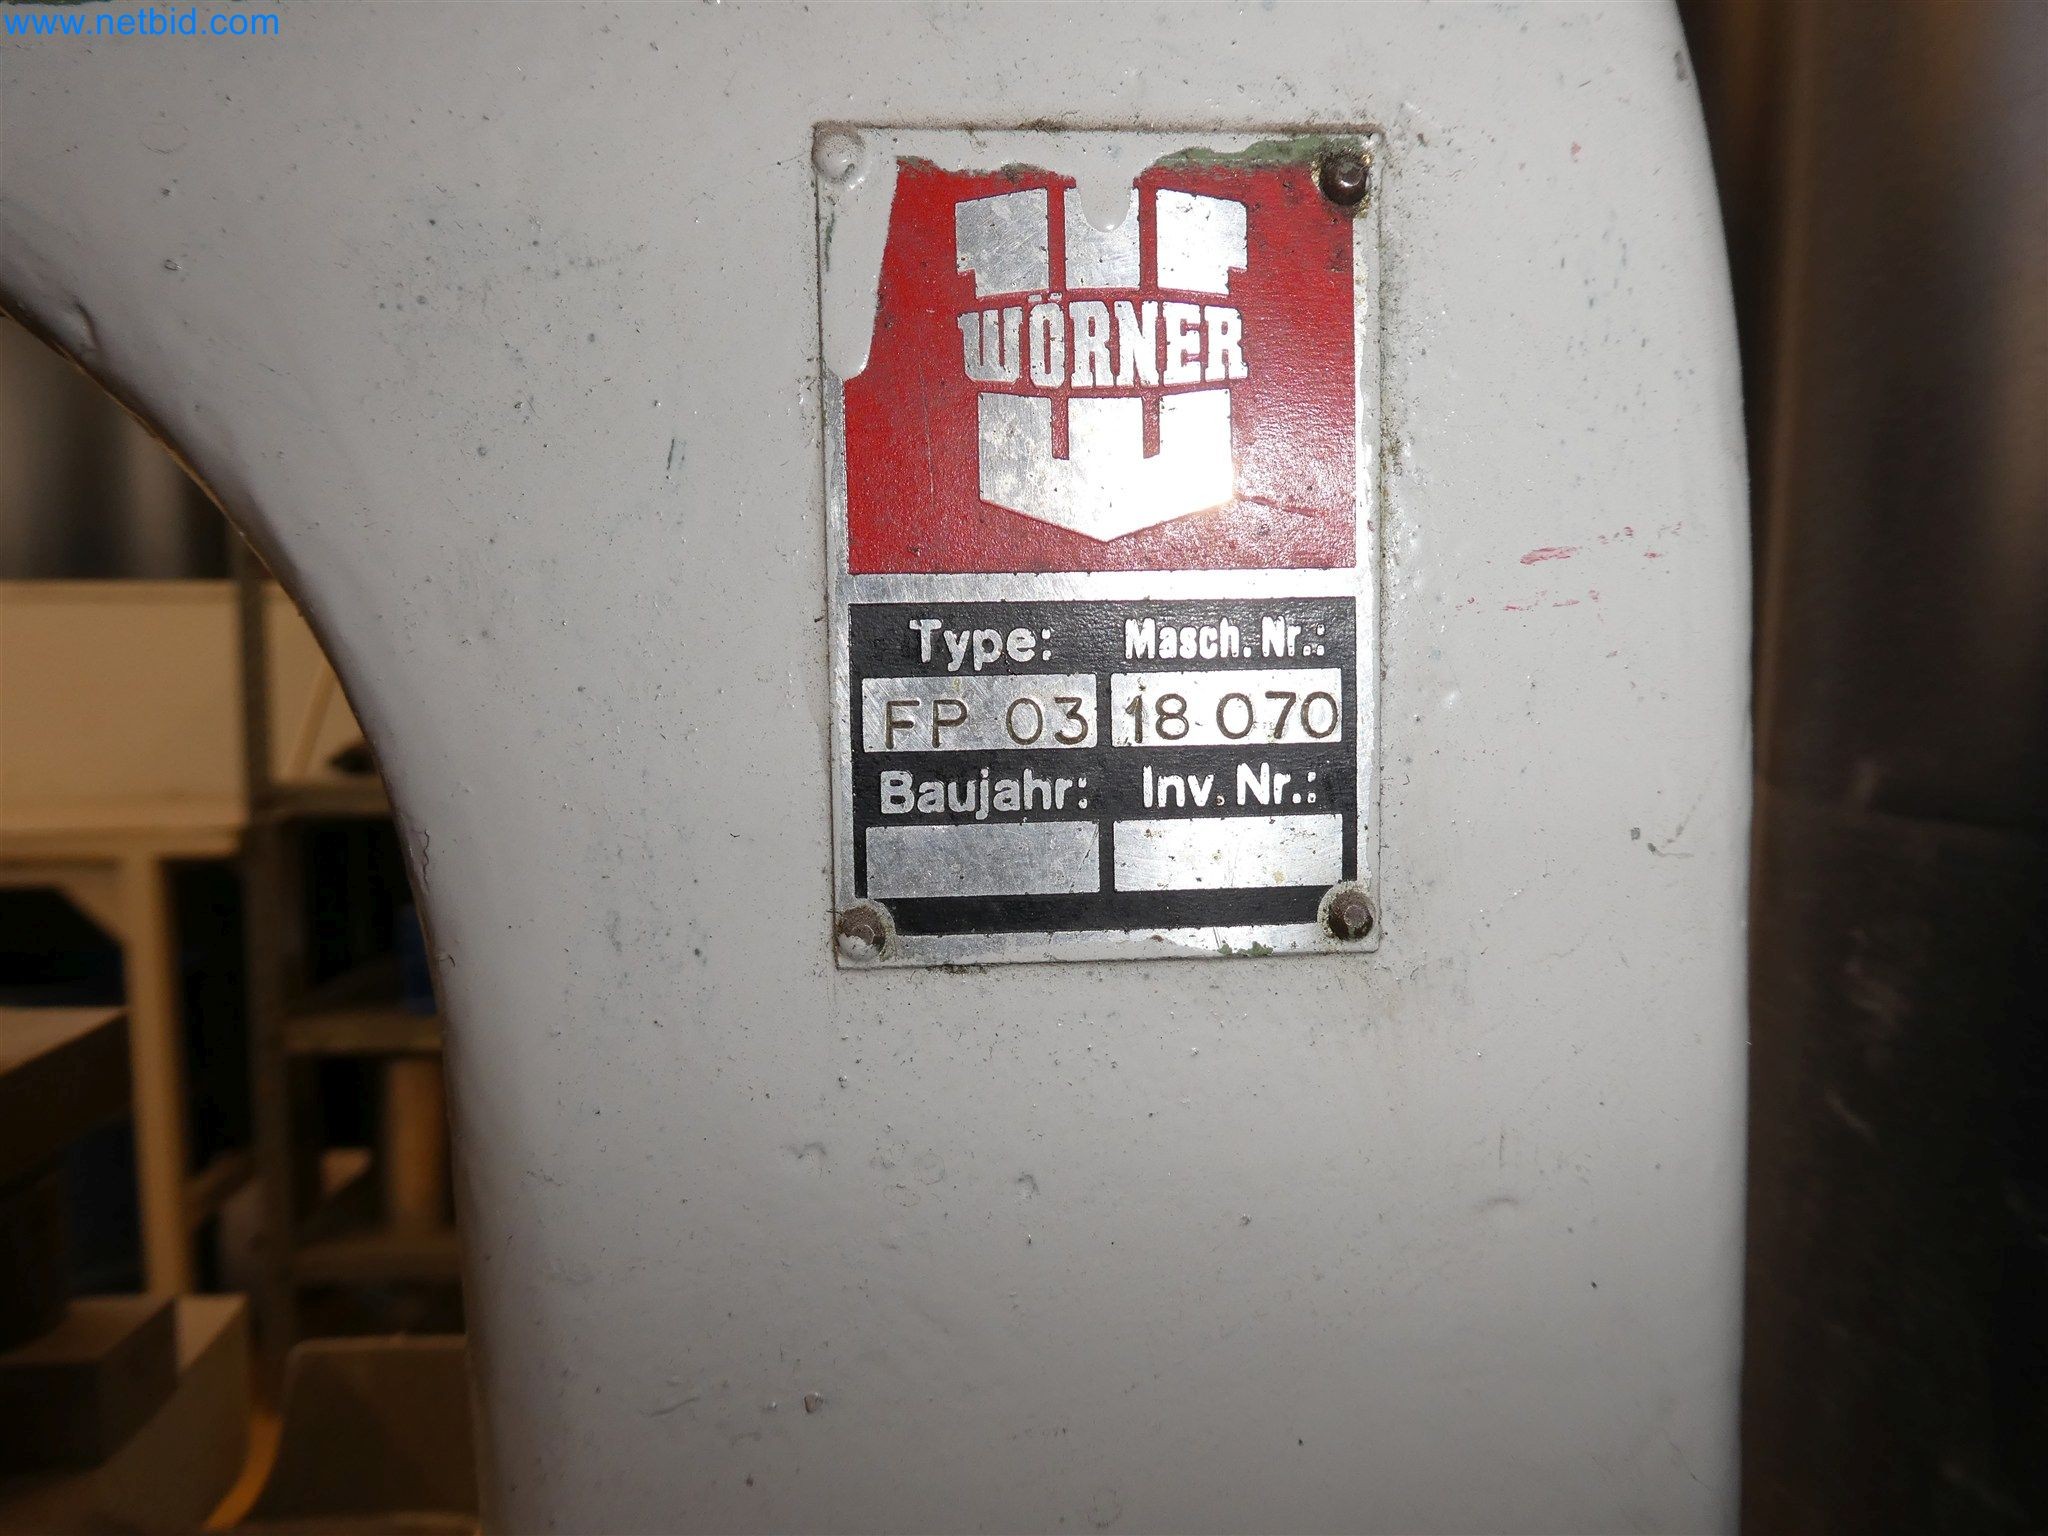 www.netbid.com
WÖRNER
Type: Masch. Nr.:
FP 03 18 070
Baujahr: Inv. Nr.: